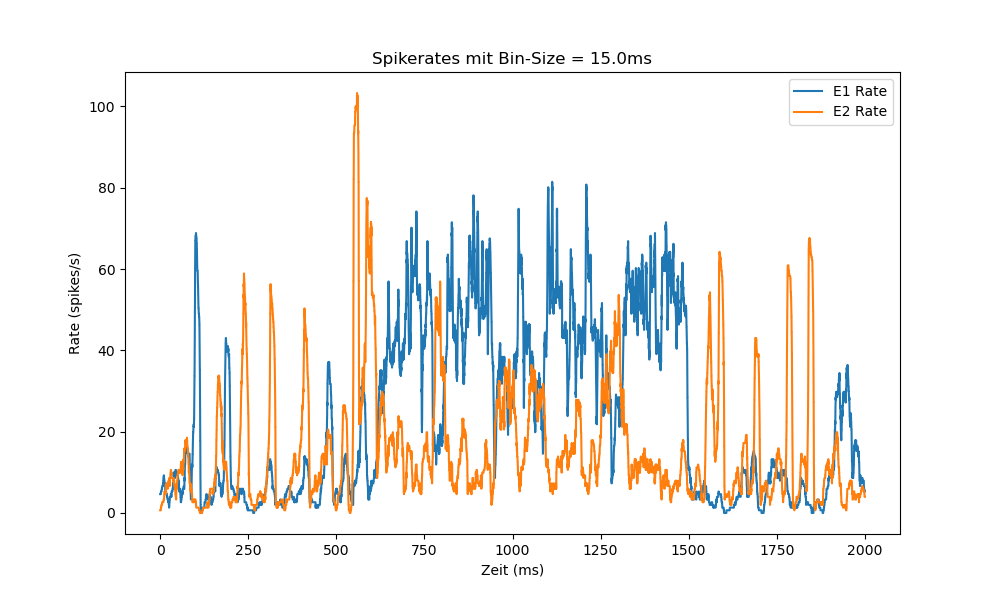 Spikerates mit Bin-Size = 15.0ms
E1 Rate
E2 Rate
100
80
60
40
20
0
Rate (spikes/s)
0 250 500 750 1000 1250 1500 1750 2000
Zeit (ms)